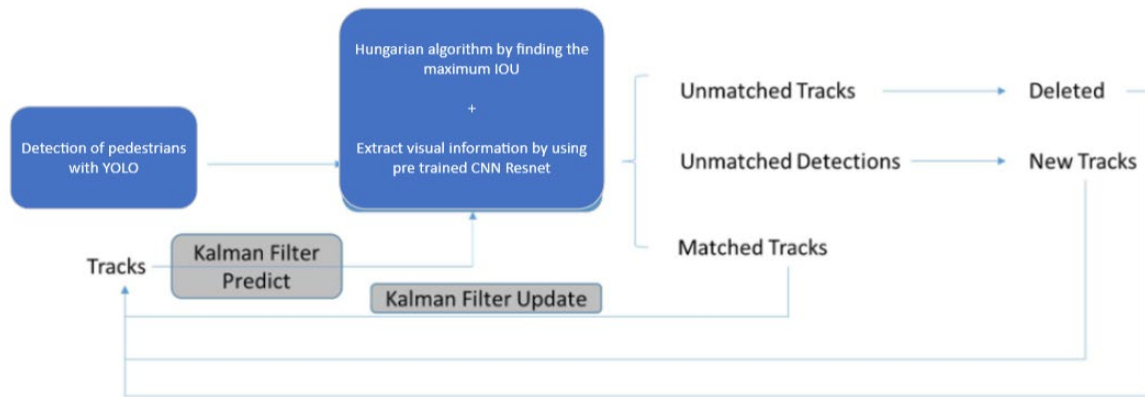 Hungarian algorithm by finding the
maximum IOU
+
Extract visual information by using
pre trained CNN Resnet
Detection of pedestrians
with YOLO
Unmatched Tracks
Deleted
Unmatched Detections
New Tracks
Matched Tracks
Tracks
Kalman Filter
Predict
Kalman Filter Update